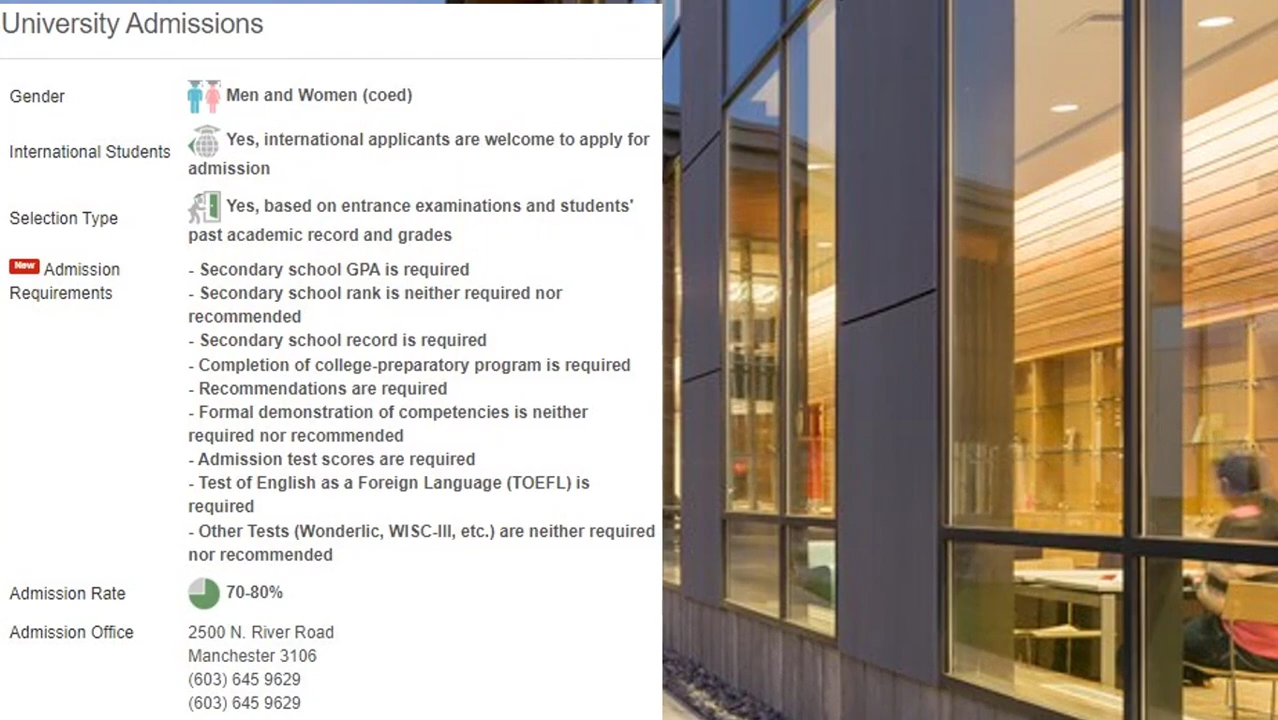 University Admissions
Gender
Men and Women (coed)
International Students
Yes, international applicants are welcome to apply for
admission
Selection Type
Yes, based on entrance examinations and students'
past academic record and grades
New Admission
Requirements
- Secondary school GPA is required
- Secondary school rank is neither required nor
recommended
- Secondary school record is required
- Completion of college-preparatory program is required
- Recommendations are required
- Formal demonstration of competencies is neither
required nor recommended
- Admission test scores are required
- Test of English as a Foreign Language (TOEFL) is
required
- Other Tests (Wonderlic, WISC-III, etc.) are neither required
nor recommended
Admission Rate
70-80%
Admission Office
2500 N. River Road
Manchester 3106
(603) 645 9629
(603) 645 9629